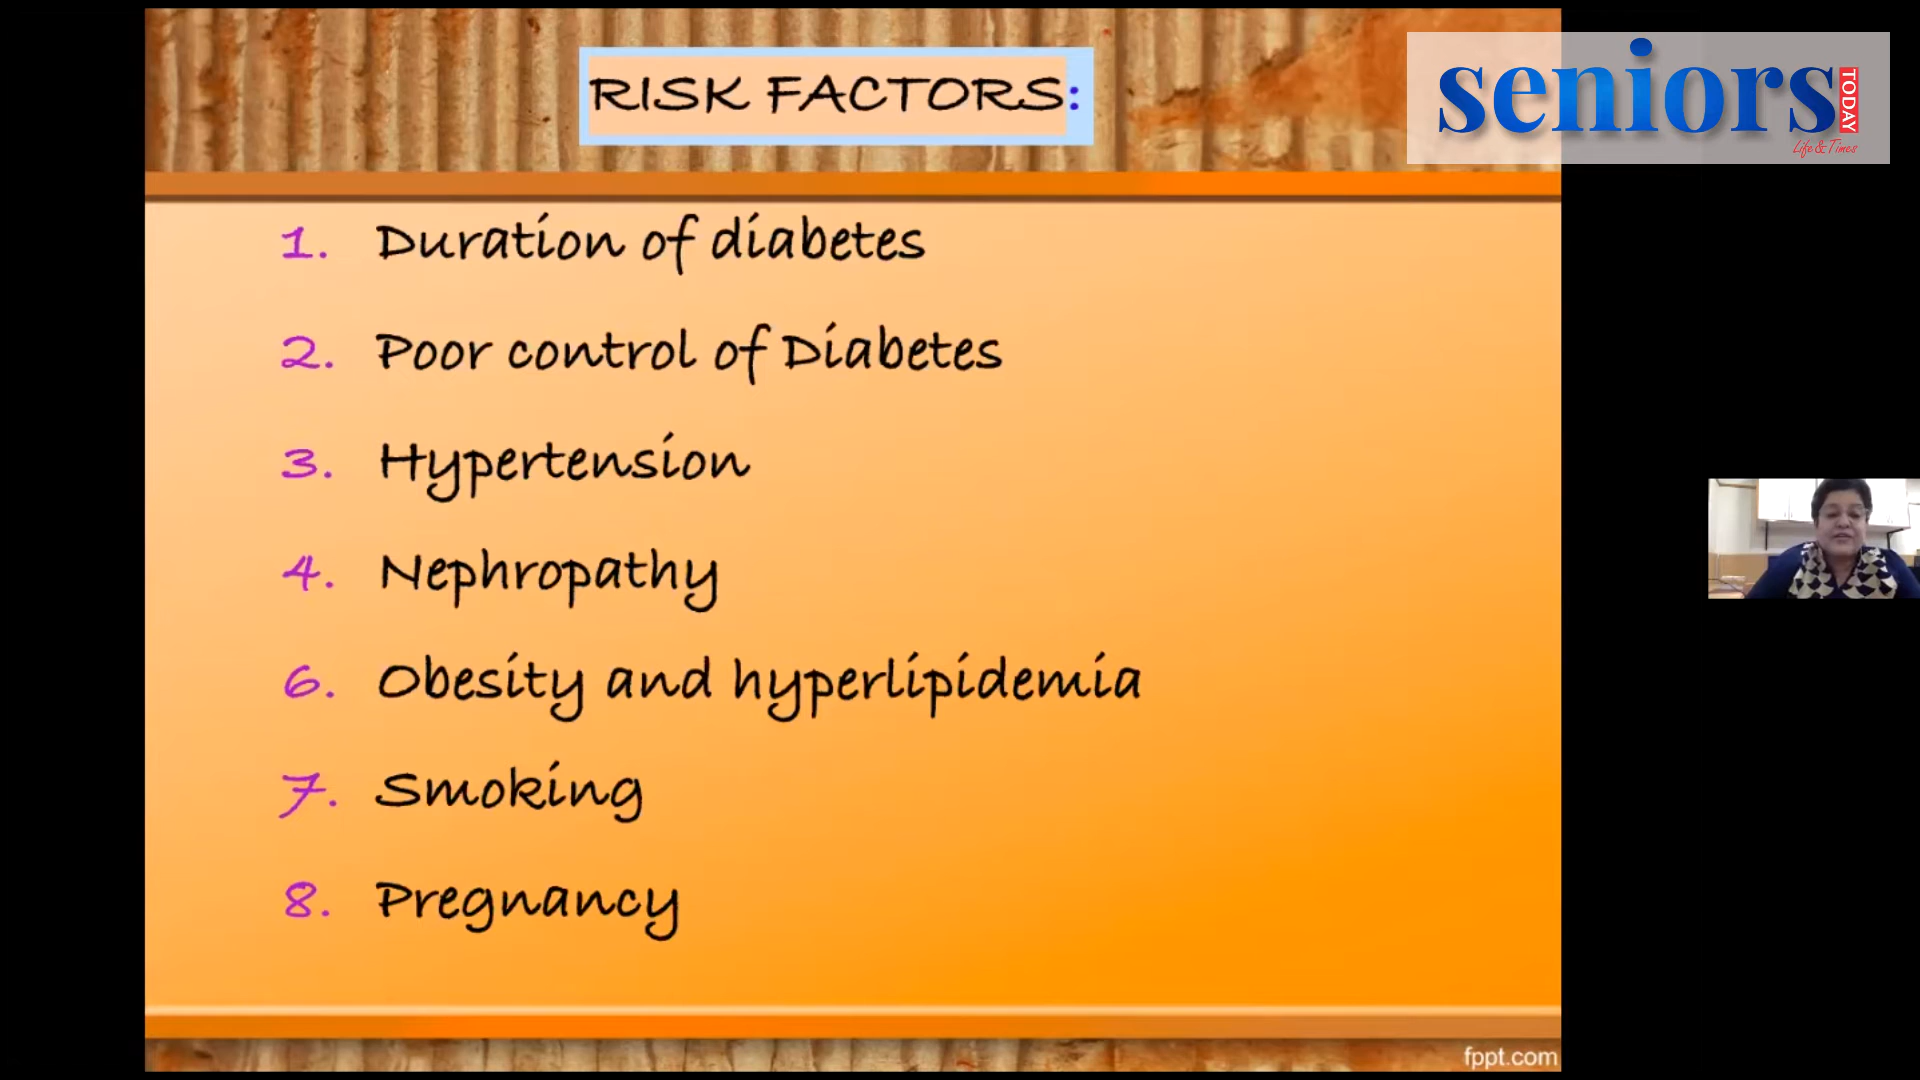 RISK FACTORS:
seniors
TODAY
Life & Times
1. Duration of diabetes
2. Poor control of Diabetes
3. Hypertension
4. Nephropathy
6. Obesity and hyperlipidemia
7. Smoking
8. Pregnancy
fppt.com